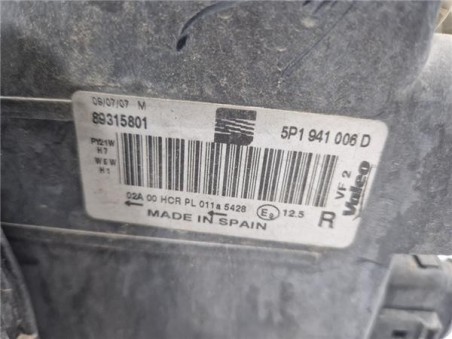 09/07/07 M
89315801
5P1 941 006 D
PY21W
H7
W5W
H1
02A 00 HCR PL 011a 5428
E9 12.5
MADE IN SPAIN
R
VF 2
Valeo